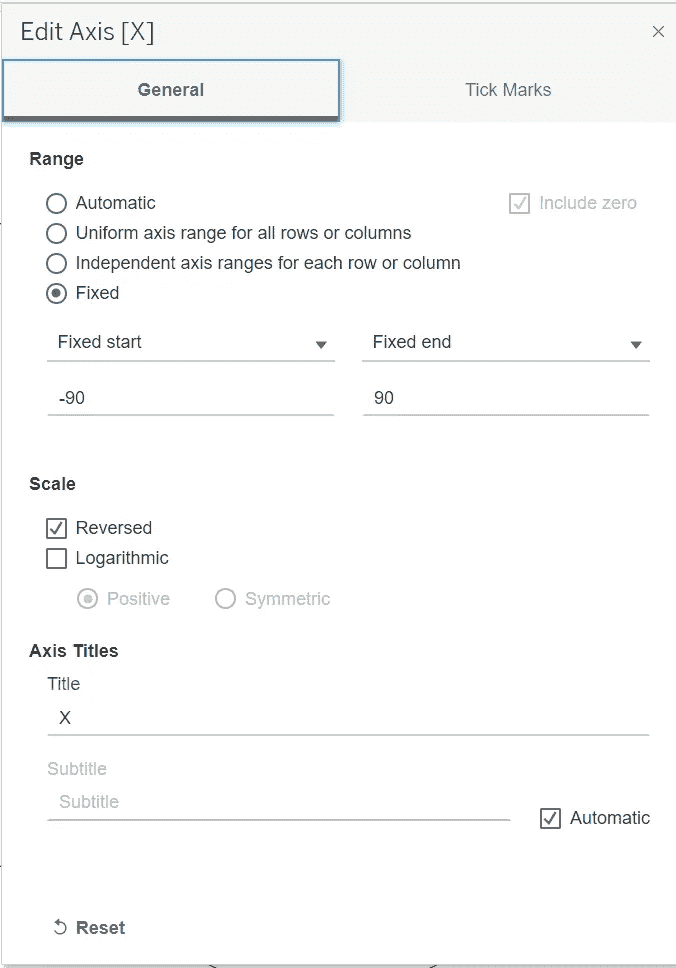 Edit Axis [X]
General
Tick Marks
Range
Automatic
Include zero
Uniform axis range for all rows or columns
Independent axis ranges for each row or column
Fixed
Fixed start
Fixed end
-90
90
Scale
Reversed
Logarithmic
Positive
Symmetric
Axis Titles
Title
X
Subtitle
Subtitle
Automatic
Reset